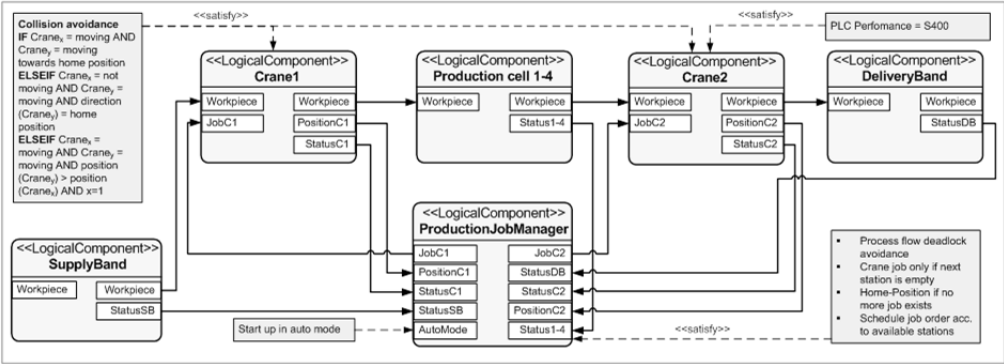 Collision avoidance
IF Cranex = moving AND
Craney = moving
towards home position
ELSEIF Cranex = not
moving AND Craney =
moving AND direction
(Craney) = home
position
ELSEIF Cranex =
moving AND Craney =
moving AND position
(Craney) > position
(Cranex) AND x=1
<<satisfy>>
<<satisfy>>
PLC Perfomance = S400
<<LogicalComponent>>
Crane1
Workpiece
Workpiece
JobC1
PositionC1
StatusC1
<<LogicalComponent>>
Production cell 1-4
Workpiece
Workpiece
Status1-4
<<LogicalComponent>>
Crane2
Workpiece
Workpiece
JobC2
PositionC2
StatusC2
<<LogicalComponent>>
DeliveryBand
Workpiece
Workpiece
StatusDB
<<LogicalComponent>>
SupplyBand
Workpiece
Workpiece
StatusSB
<<LogicalComponent>>
ProductionJobManager
JobC1
JobC2
PositionC1
StatusDB
StatusC1
StatusC2
StatusSB
PositionC2
AutoMode
Status1-4
Start up in auto mode
<<satisfy>>
▪ Process flow deadlock
avoidance
▪ Crane job only if next
station is empty
▪ Home-Position if no
more job exists
▪ Schedule job order acc.
to available stations